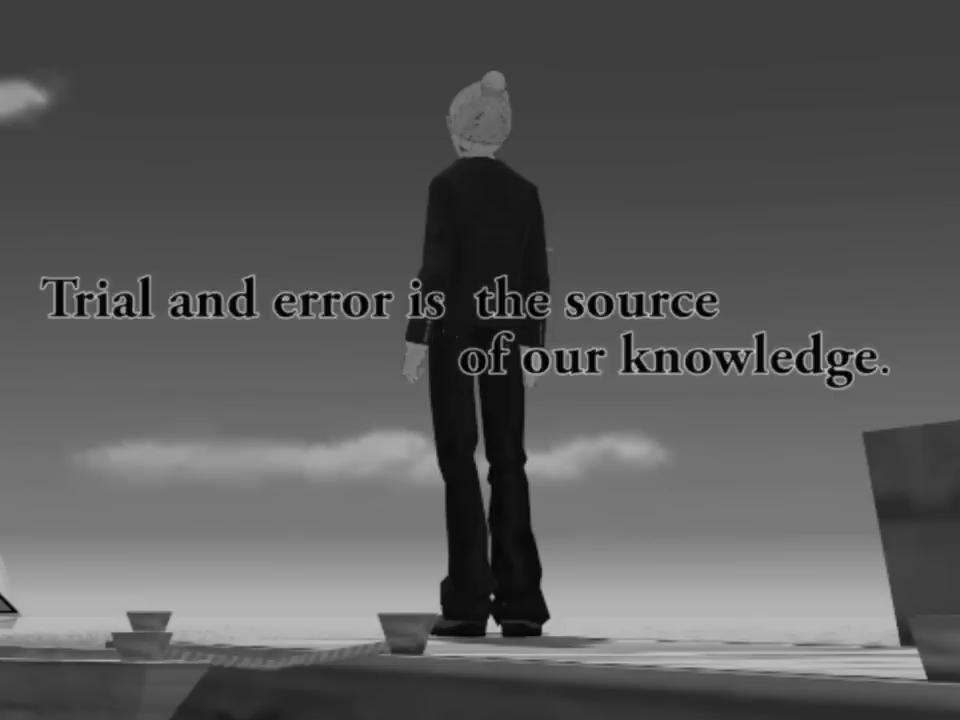 Trial and error is the source
of our knowledge.